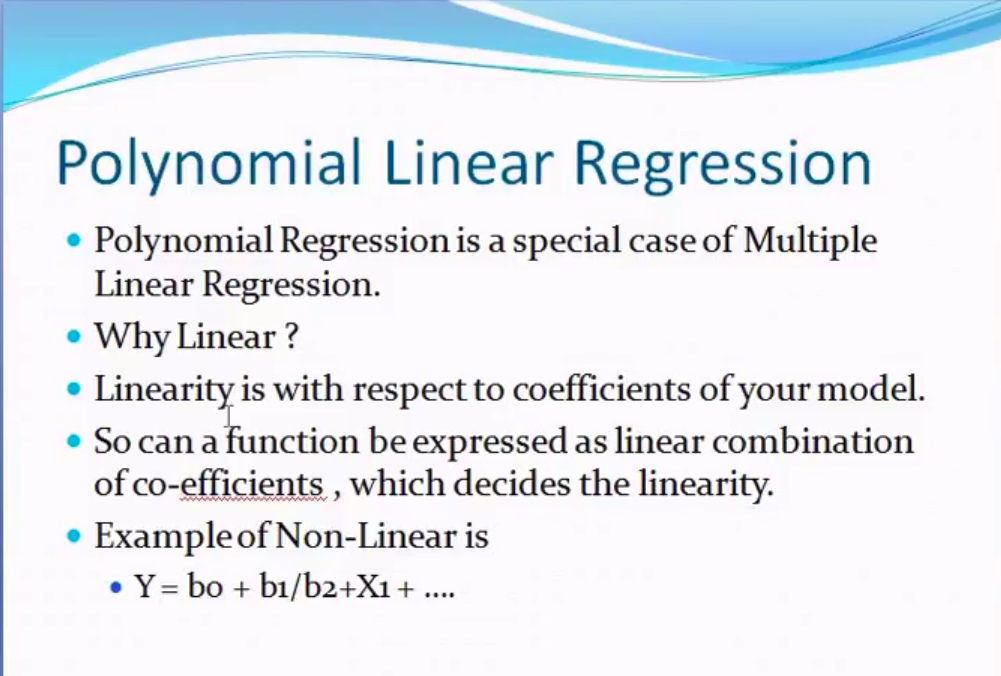 Polynomial Linear Regression
• Polynomial Regression is a special case of Multiple
Linear Regression.
• Why Linear ?
• Linearity is with respect to coefficients of your model.
• So can a function be expressed as linear combination
of co-efficients , which decides the linearity.
• Example of Non-Linear is
• Y = b0 + b1/b2+X1 + ....